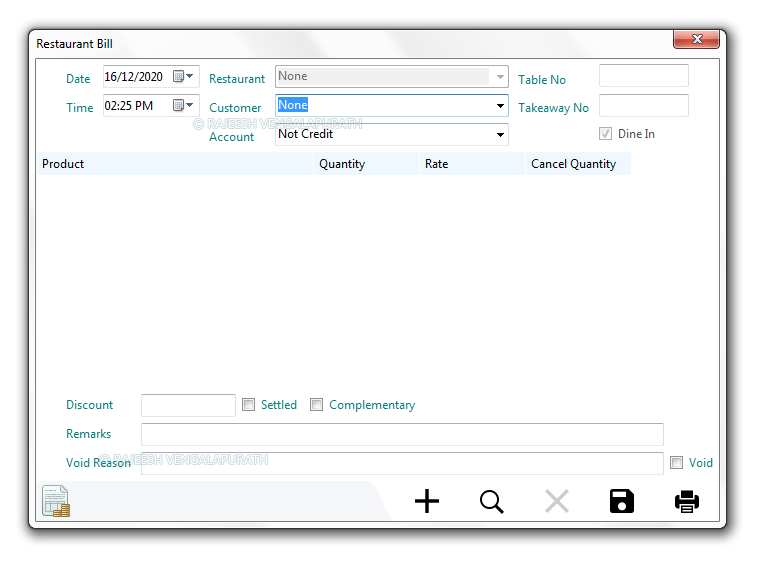 Restaurant Bill
Date 16/12/2020 Restaurant None Table No
Time 02:25 PM Customer None Takeaway No
© RAJEESH VENGALAPURATH
Account Not Credit Dine In
Product Quantity Rate Cancel Quantity
Discount Settled Complementary
Remarks
Void Reason Void
© RAJEESH VENGALAPURATH